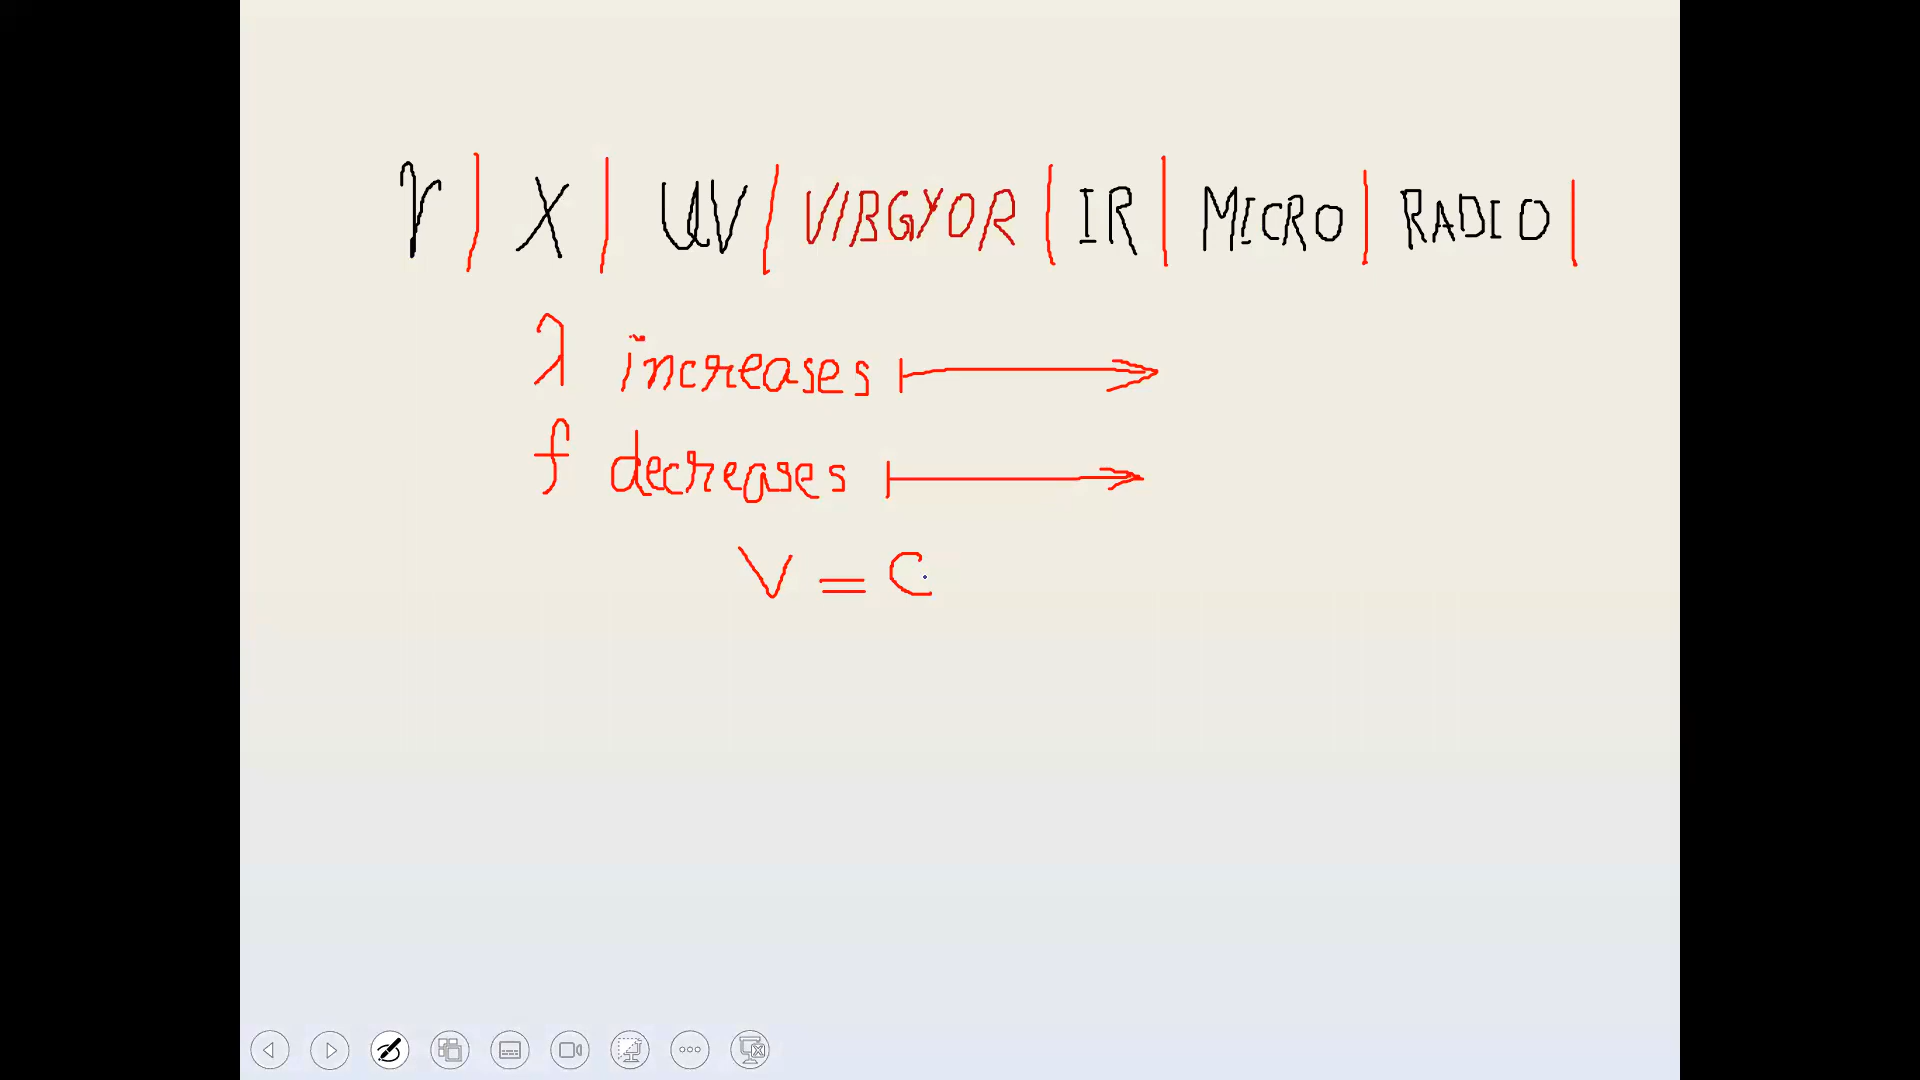 γ | X | UV | VIBGYOR | IR | MICRO | RADIO |
λ increases ⟼
f decreases ⟼
V = C